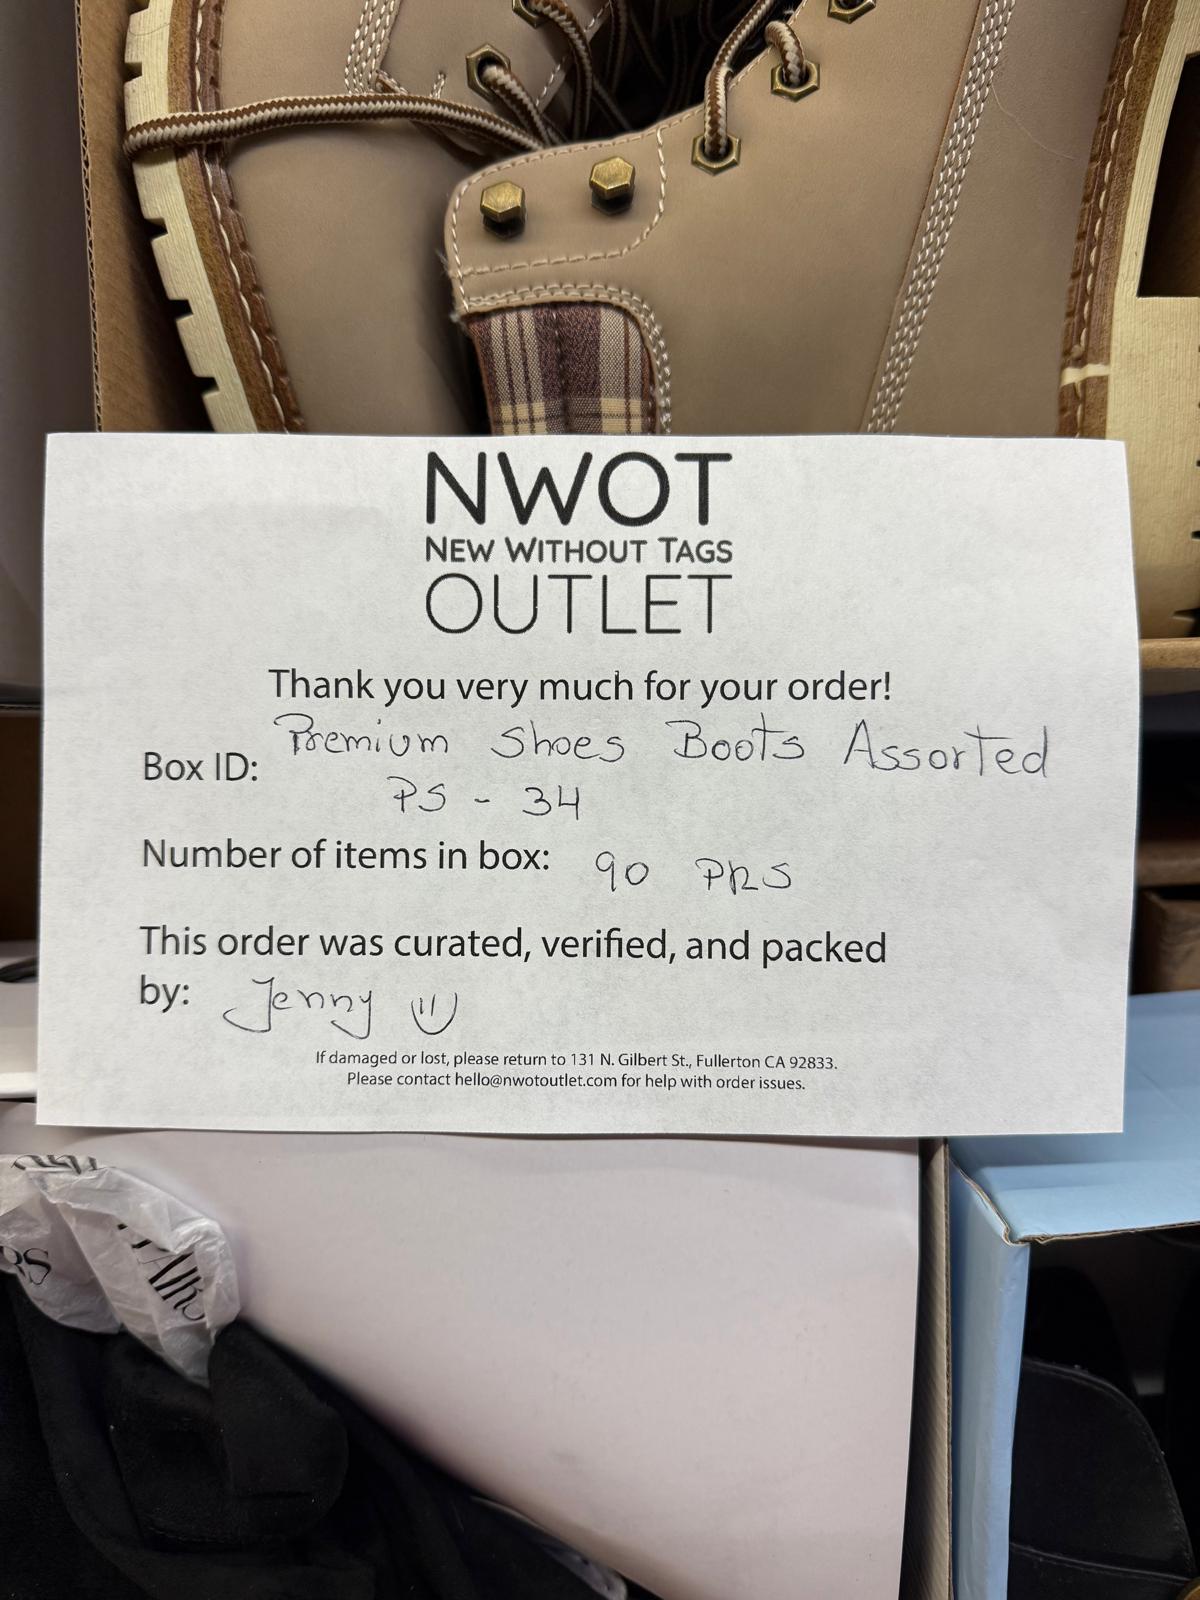 NWOT
NEW WITHOUT TAGS
OUTLET
Thank you very much for your order!
Box ID: Premium Shoes Boots Assorted
PS - 34
Number of items in box: 90 PRS
This order was curated, verified, and packed
by: Jenny
If damaged or lost, please return to 131 N. Gilbert St., Fullerton CA 92833.
Please contact hello@nwotoutlet.com for help with order issues.